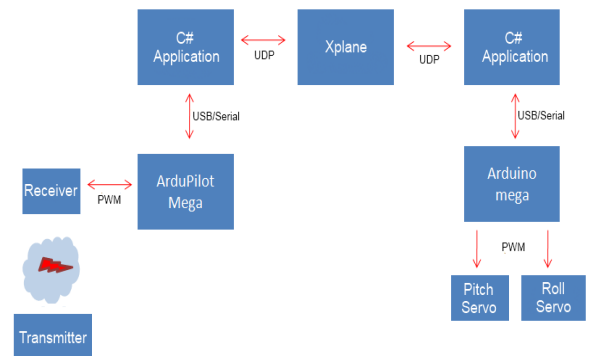 C#
Application
UDP
Xplane
UDP
C#
Application
USB/Serial
USB/Serial
Receiver
PWM
ArduPilot
Mega
Arduino
mega
PWM
Pitch
Servo
Roll
Servo
Transmitter